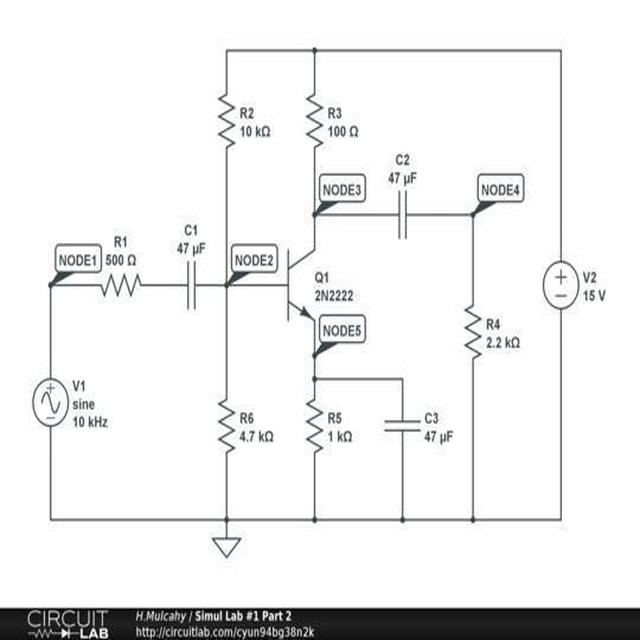 R2
10 kΩ
R3
100 Ω
C2
47 µF
NODE3
NODE4
C1
47 µF
R1
500 Ω
NODE1
NODE2
Q1
2N2222
V2
15 V
NODE5
R4
2.2 kΩ
V1
sine
10 kHz
R6
4.7 kΩ
R5
1 kΩ
C3
47 µF
CIRCUIT
LAB
H.Mulcahy / Simul Lab #1 Part 2
http://circuitlab.com/cyun94bg38n2k